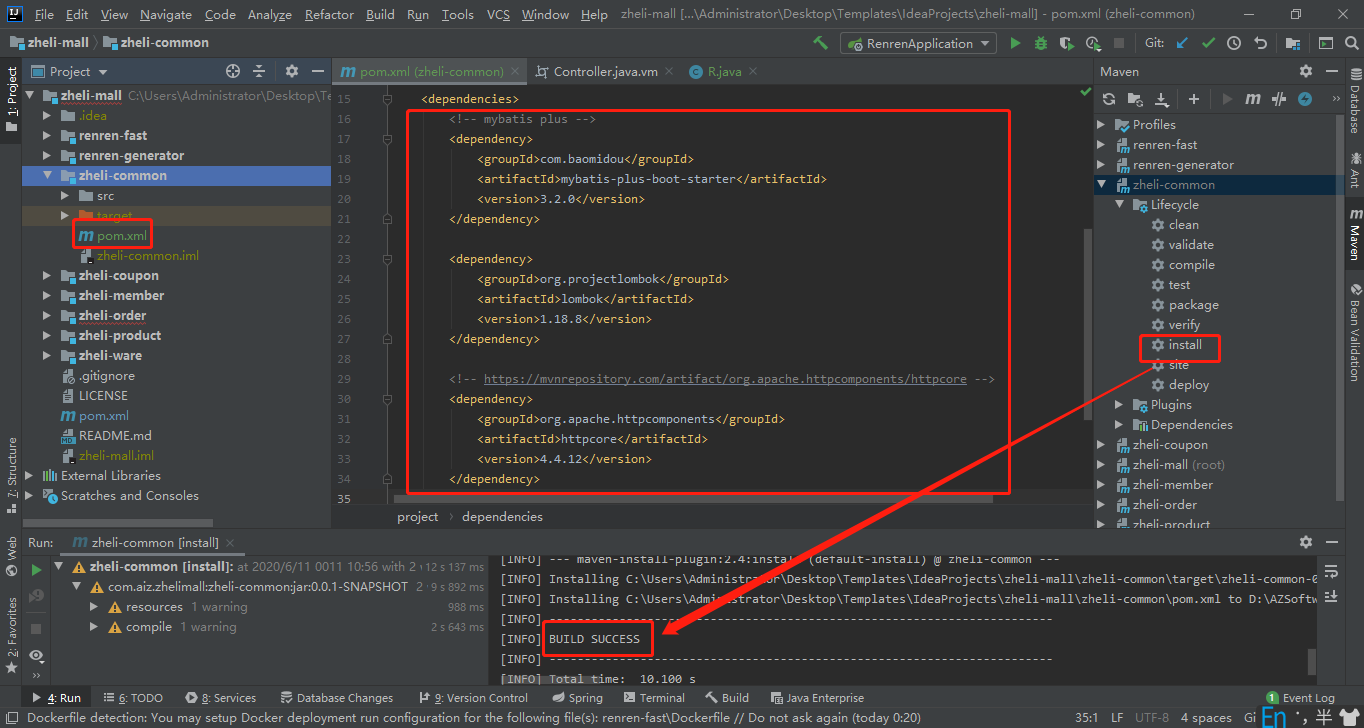 File Edit View Navigate Code Analyze Refactor Build Run Tools VCS Window Help zheli-mall [...\Administrator\Desktop\Templates\IdeaProjects\zheli-mall] - pom.xml (zheli-common)
zheli-mall zheli-common
RenrenApplication
Git:
1: Project
Project
zheli-mall C:\Users\Administrator\Desktop\Te
.idea
renren-fast
renren-generator
zheli-common
src
target
pom.xml
zheli-common.iml
zheli-coupon
zheli-member
zheli-order
zheli-product
zheli-ware
.gitignore
LICENSE
pom.xml
README.md
zheli-mall.iml
External Libraries
Scratches and Consoles
7: Structure
Web
2: Favorites
pom.xml (zheli-common) Controller.java.vm R.java
15 <dependencies>
16 <!-- mybatis plus -->
17 <dependency>
18 <groupId>com.baomidou</groupId>
19 <artifactId>mybatis-plus-boot-starter</artifactId>
20 <version>3.2.0</version>
21 </dependency>
22
23 <dependency>
24 <groupId>org.projectlombok</groupId>
25 <artifactId>lombok</artifactId>
26 <version>1.18.8</version>
27 </dependency>
28
29 <!-- https://mvnrepository.com/artifact/org.apache.httpcomponents/httpcore -->
30 <dependency>
31 <groupId>org.apache.httpcomponents</groupId>
32 <artifactId>httpcore</artifactId>
33 <version>4.4.12</version>
34 </dependency>
35
project › dependencies
Maven
Profiles
renren-fast
renren-generator
zheli-common
Lifecycle
clean
validate
compile
test
package
verify
install
site
deploy
Plugins
Dependencies
zheli-coupon
zheli-mall (root)
zheli-member
zheli-order
zheli-product
Database
Ant
Maven
Bean Validation
Run: zheli-common [install]
zheli-common [install]: at 2020/6/11 0011 10:56 with 2 12 s 137 ms
com.aiz.zhelimall:zheli-common:jar:0.0.1-SNAPSHOT 2 9 s 892 ms
resources 1 warning 988 ms
compile 1 warning 2 s 643 ms
[INFO] --- maven-install-plugin:2.4:install (default-install) @ zheli-common ---
[INFO] Installing C:\Users\Administrator\Desktop\Templates\IdeaProjects\zheli-mall\zheli-common\target\zheli-common-0
[INFO] Installing C:\Users\Administrator\Desktop\Templates\IdeaProjects\zheli-mall\zheli-common\pom.xml to D:\AZSoftw
[INFO] ------------------------------------------------------------------------
[INFO] BUILD SUCCESS
[INFO] ------------------------------------------------------------------------
[INFO] Total time: 10.100 s
4: Run 6: TODO 8: Services Database Changes 9: Version Control Spring Terminal Build Java Enterprise 1 Event Log
Dockerfile detection: You may setup Docker deployment run configuration for the following file(s): renren-fast\Dockerfile // Do not ask again (today 0:20) 35:1 LF UTF-8 4 spaces Gi En 半